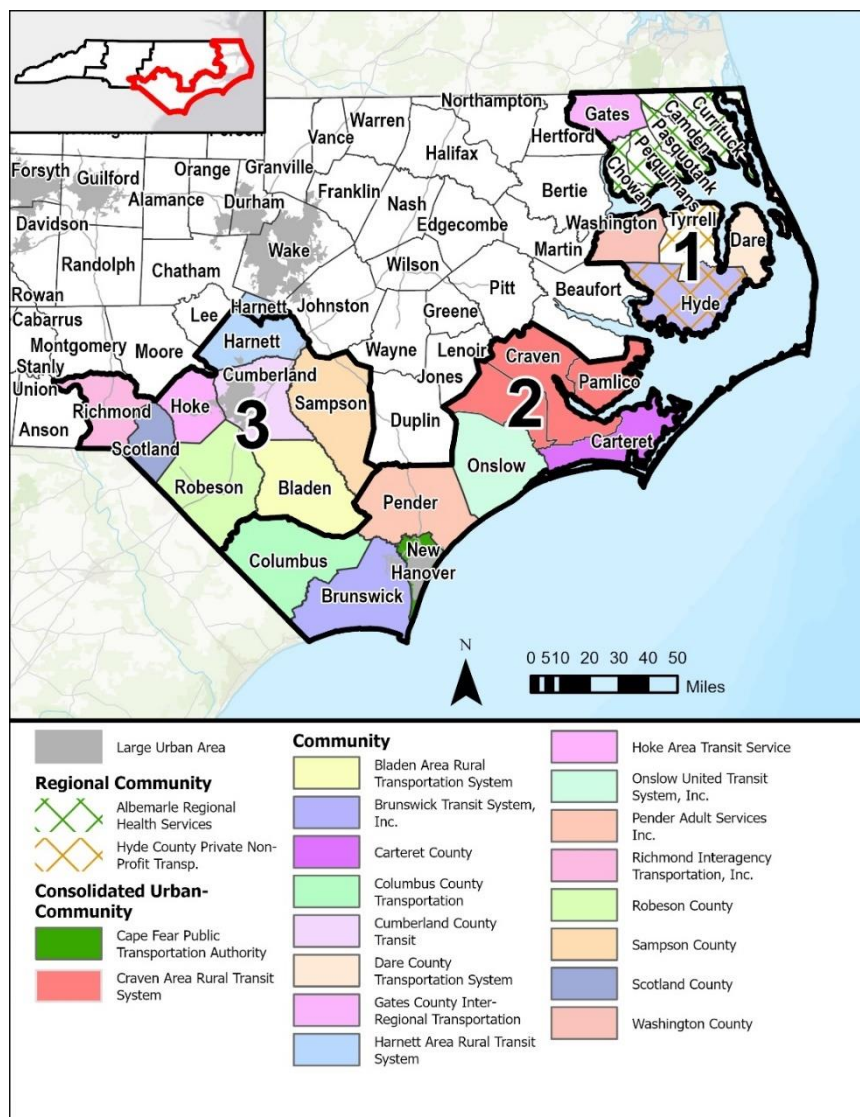 Northampton
Warren
Vance
Gates
Camden
Currituck
Pasquotank
Perquimans
Chowan
Hertford
Halifax
Granville
Orange
Forsyth
Guilford
Durham
Alamance
Franklin
Bertie
Nash
Edgecombe
Washington
Tyrrell
Dare
1
Davidson
Wake
Martin
Wilson
Randolph
Chatham
Pitt
Beaufort
Hyde
Rowan
Johnston
Greene
Harnett
Lee
Cabarrus
Harnett
Montgomery
Moore
Wayne
Lenoir
Craven
Stanly
Cumberland
Jones
Pamlico
Union
Richmond
Hoke
Sampson
Duplin
2
Anson
3
Carteret
Scotland
Onslow
Robeson
Bladen
Pender
Columbus
New
Hanover
Brunswick
N
0 5 10 20 30 40 50
Miles
Large Urban Area
Regional Community
Albemarle Regional
Health Services
Hyde County Private Non-
Profit Transp.
Consolidated Urban-
Community
Cape Fear Public
Transportation Authority
Craven Area Rural Transit
System
Community
Bladen Area Rural
Transportation System
Brunswick Transit System,
Inc.
Carteret County
Columbus County
Transportation
Cumberland County
Transit
Dare County
Transportation System
Gates County Inter-
Regional Transportation
Harnett Area Rural Transit
System
Hoke Area Transit Service
Onslow United Transit
System, Inc.
Pender Adult Services
Inc.
Richmond Interagency
Transportation, Inc.
Robeson County
Sampson County
Scotland County
Washington County